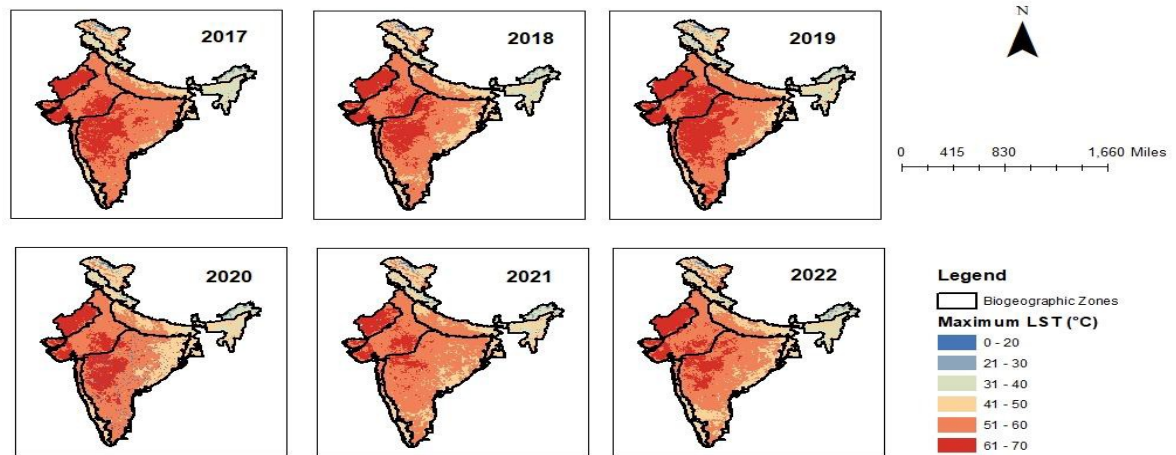 2017
2018
2019
N
0 415 830 1,660 Miles
2020
2021
2022
Legend
Biogeographic Zones
Maximum LST (°C)
0 - 20
21 - 30
31 - 40
41 - 50
51 - 60
61 - 70